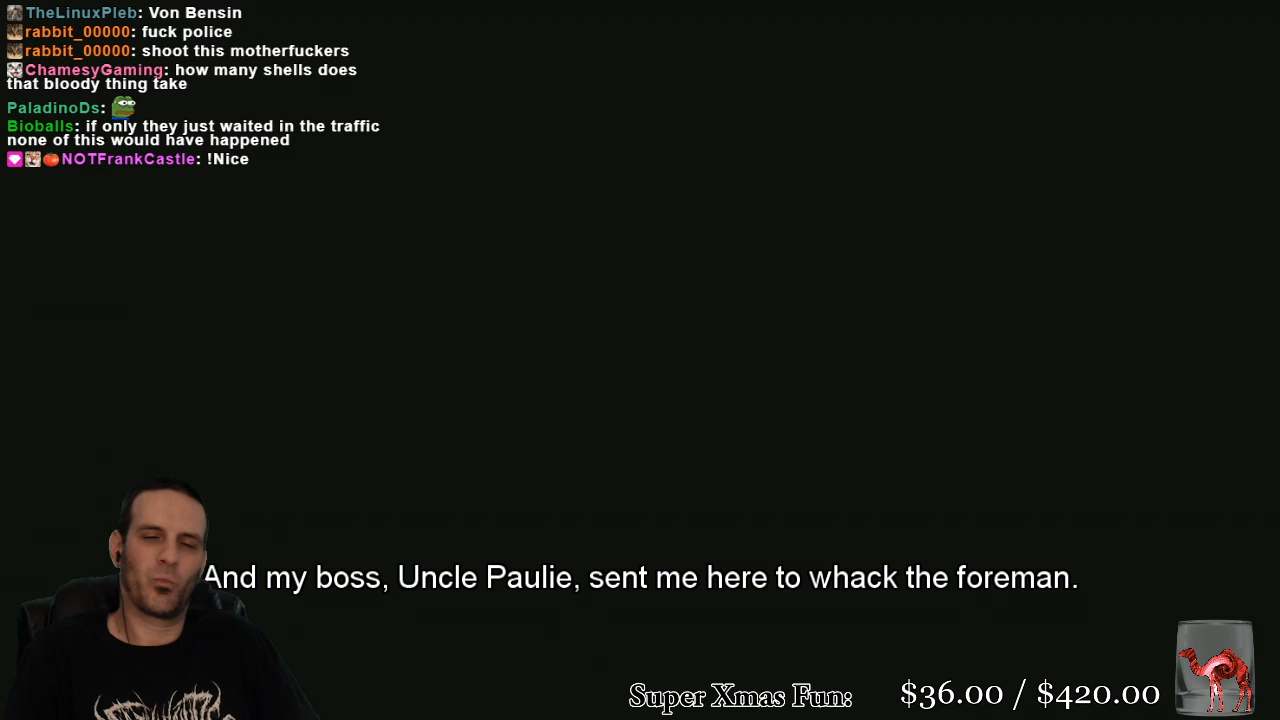 TheLinuxPleb: Von Bensin
rabbit_00000: fuck police
rabbit_00000: shoot this motherfuckers
ChamesyGaming: how many shells does
that bloody thing take
PaladinoDs:
Bioballs: if only they just waited in the traffic
none of this would have happened
NOTFrankCastle: !Nice
And my boss, Uncle Paulie, sent me here to whack the foreman.
Super Xmas Fun: $36.00 / $420.00